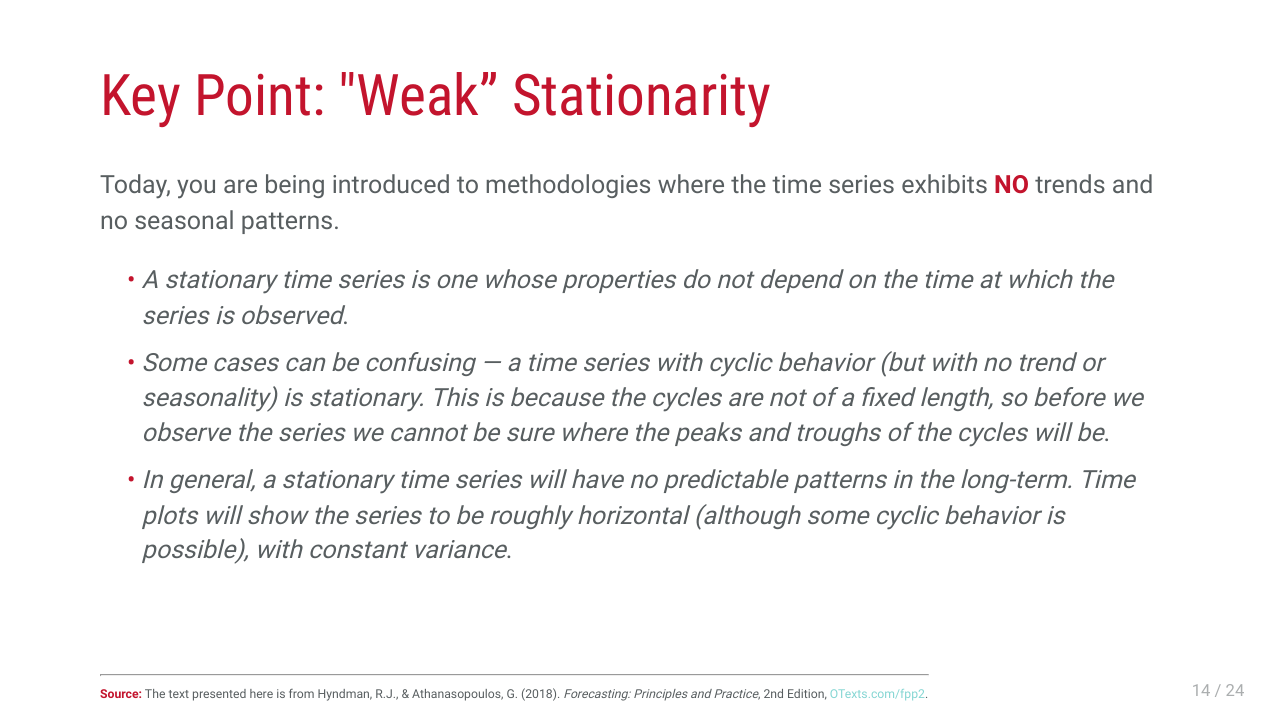 Key Point: "Weak” Stationarity
Today, you are being introduced to methodologies where the time series exhibits NO trends and
no seasonal patterns.
• A stationary time series is one whose properties do not depend on the time at which the
series is observed.
• Some cases can be confusing — a time series with cyclic behavior (but with no trend or
seasonality) is stationary. This is because the cycles are not of a fixed length, so before we
observe the series we cannot be sure where the peaks and troughs of the cycles will be.
• In general, a stationary time series will have no predictable patterns in the long-term. Time
plots will show the series to be roughly horizontal (although some cyclic behavior is
possible), with constant variance.
Source: The text presented here is from Hyndman, R.J., & Athanasopoulos, G. (2018). Forecasting: Principles and Practice, 2nd Edition, OTexts.com/fpp2.
14 / 24